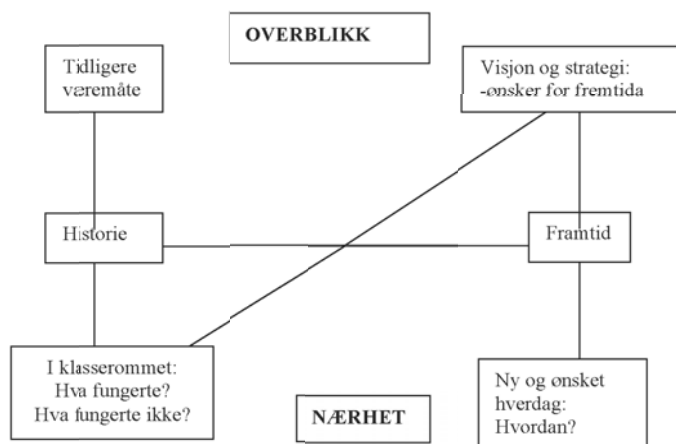 OVERBLIKK
Tidligere
væremåte
Visjon og strategi:
-ønsker for fremtida
Historie
Framtid
I klasserommet:
Hva fungerte?
Hva fungerte ikke?
Ny og ønsket
hverdag:
Hvordan?
NÆRHET